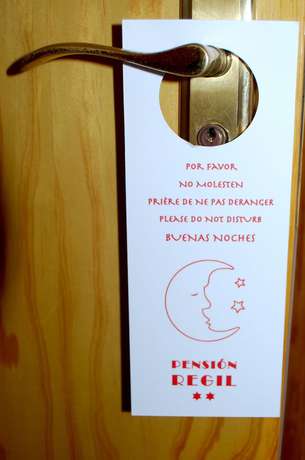 POR FAVOR
NO MOLESTEN
PRIÈRE DE NE PAS DERANGER
PLEASE DO NOT DISTURB
BUENAS NOCHES
PENSIÓN
REGIL